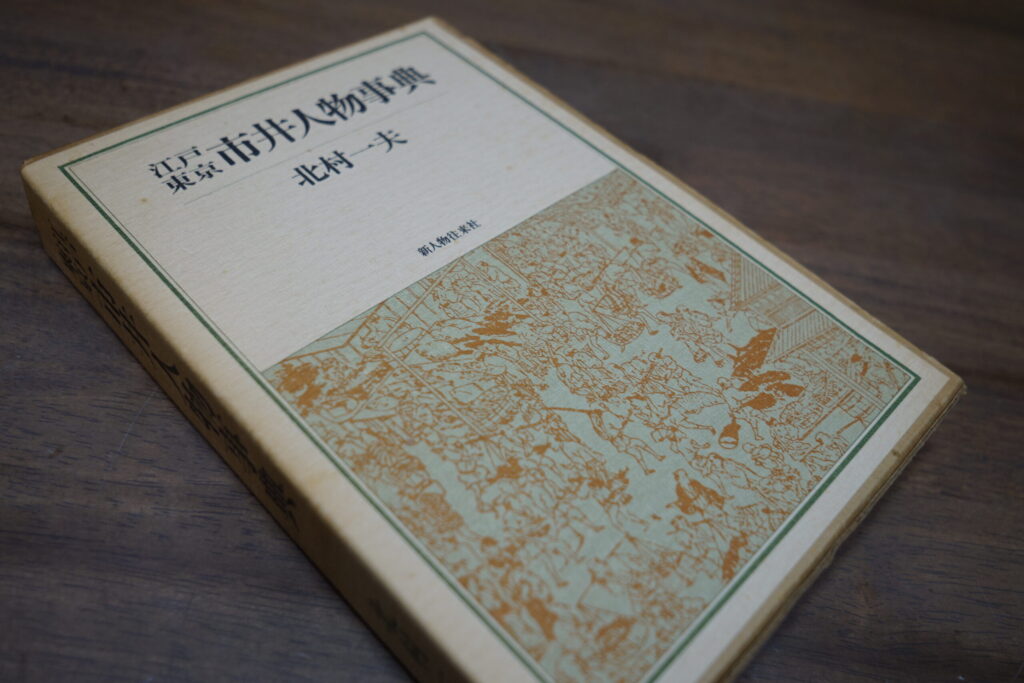 江戸
東京 市井人物事典
北村一夫
新人物往来社